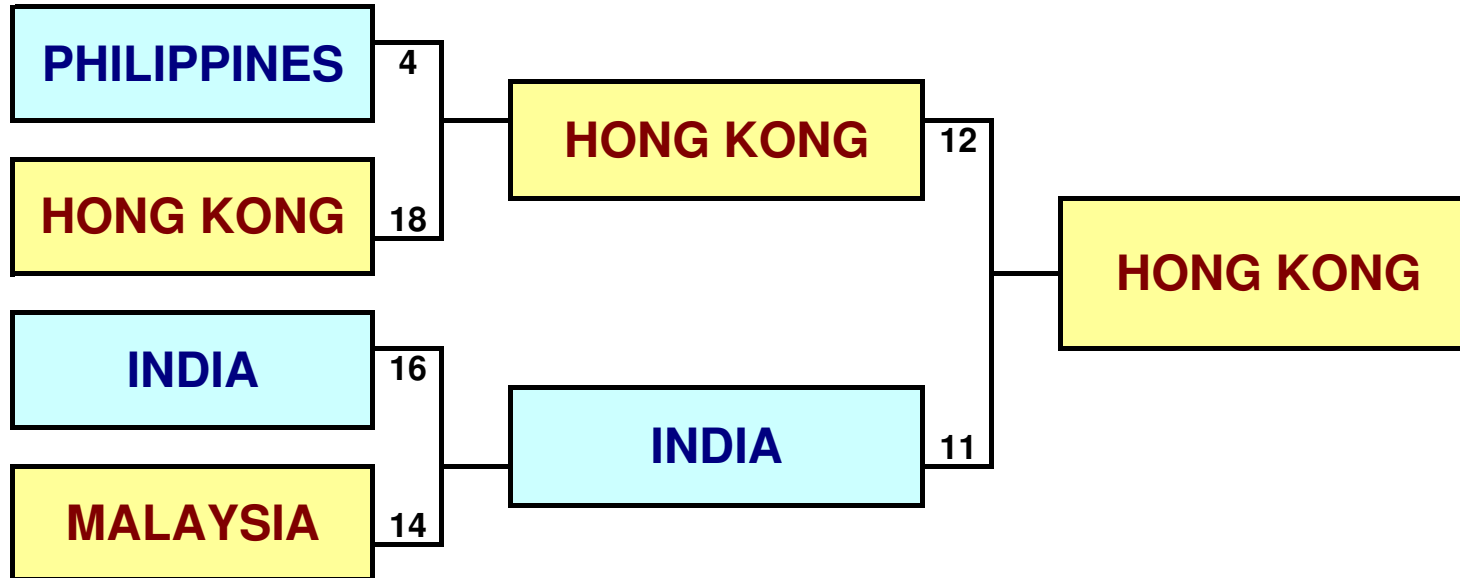 PHILIPPINES
4
HONG KONG
18
INDIA
16
MALAYSIA
14
HONG KONG
12
INDIA
11
HONG KONG